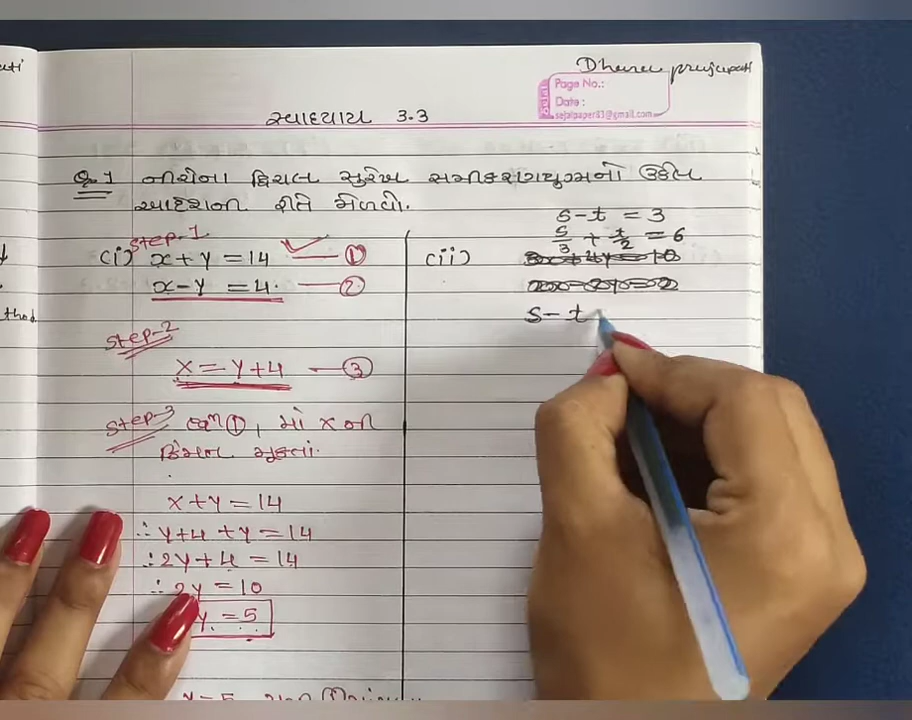 Dhara prajapati
Page No.:
Date:
sejalpaper83@gmail.com
સ્વાધ્યાય 3.3
Q.1 નીચેના દ્વિચલ સુરેખ સમીકરણયુગ્મનો ઉકેલ
આદેશની રીતે મેળવો.
Step-1
(i) x+y=14 ①
x-y=4. ②
Step-2
x=y+4 ③
Step-3 eqn ①, માં x ની
કિંમત મૂકતાં.
x+y=14
∴ y+4+y=14
∴ 2y+4=14
∴ 2y=10
y=5
s-t=3
s/3+t/2=6
(ii)
s-t